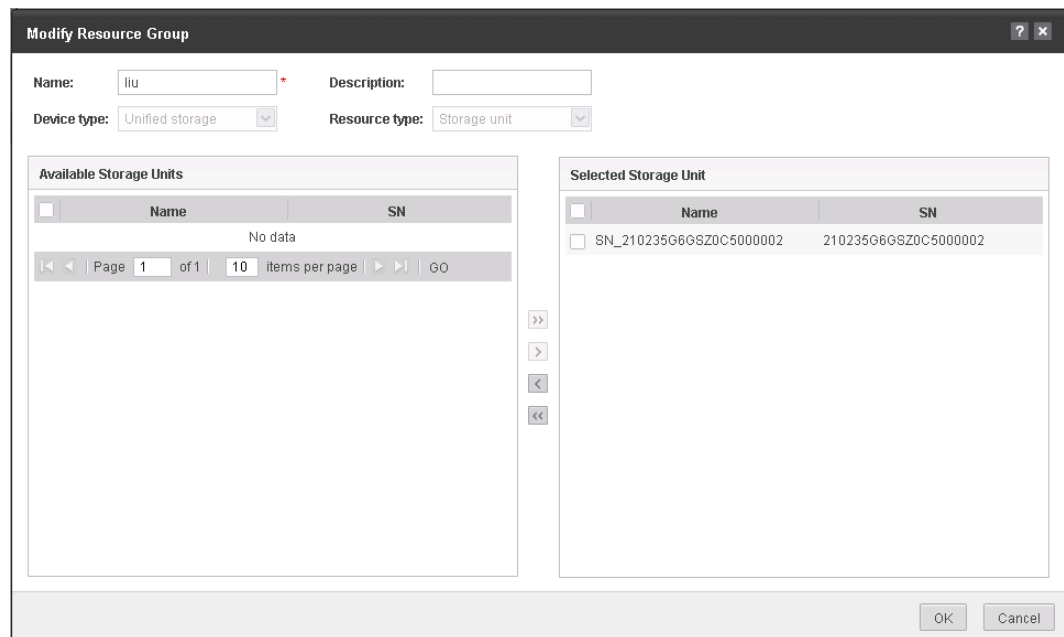 Modify Resource Group
? x
Name: liu * Description:
Device type: Unified storage Resource type: Storage unit
Available Storage Units
Name SN
No data
Page 1 of 1 10 items per page GO
Selected Storage Unit
Name SN
SN_210235G6GSZ0C5000002 210235G6GSZ0C5000002
>>
>
<
<<
OK Cancel